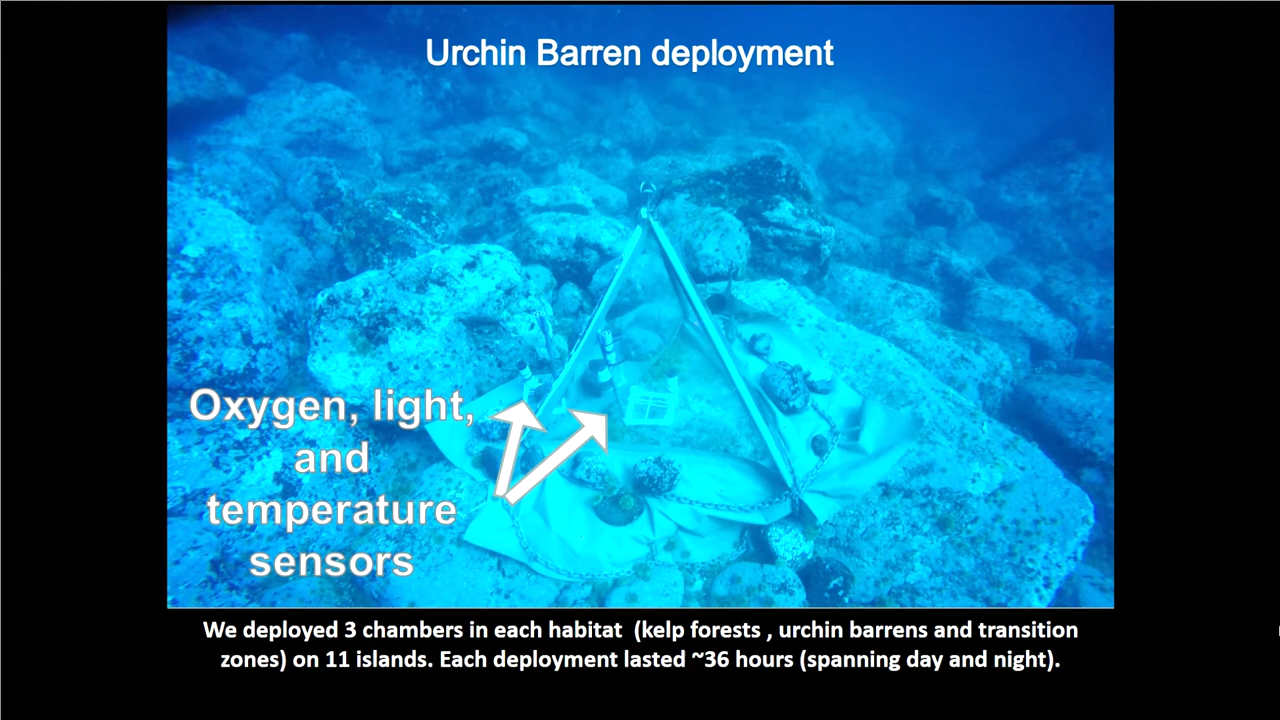 Urchin Barren deployment
Oxygen, light,
and
temperature
sensors
We deployed 3 chambers in each habitat  (kelp forests , urchin barrens and transition
zones) on 11 islands. Each deployment lasted ~36 hours (spanning day and night).